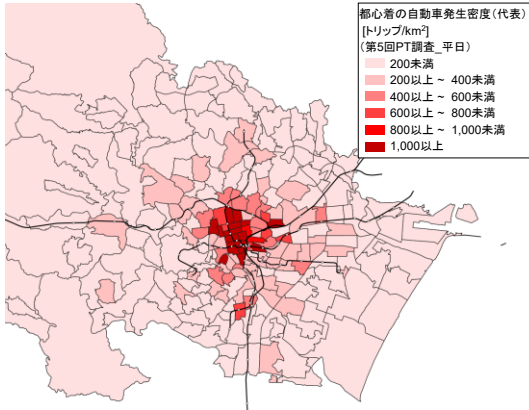 都心着の自動車発生密度(代表)
[トリップ/km²]
(第5回PT調査_平日)
200未満
200以上 ~ 400未満
400以上 ~ 600未満
600以上 ~ 800未満
800以上 ~ 1,000未満
1,000以上